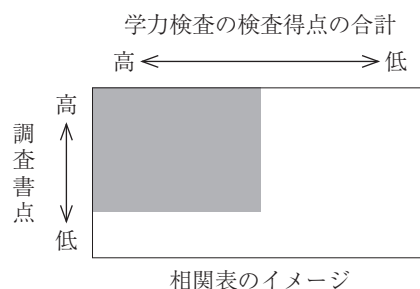 学力検査の検査得点の合計
高 低
高
調査書点
低
相関表のイメージ